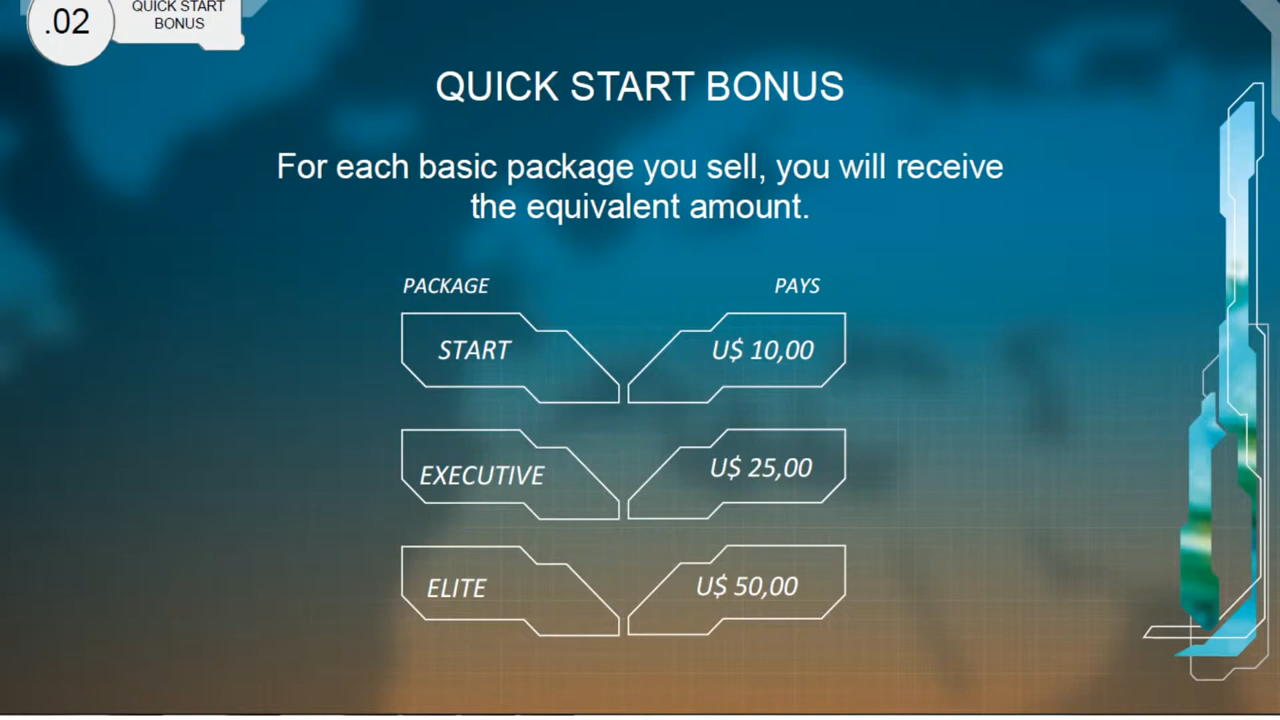 .02
QUICK START
BONUS
QUICK START BONUS
For each basic package you sell, you will receive
the equivalent amount.
PACKAGE PAYS
START U$ 10,00
EXECUTIVE U$ 25,00
ELITE U$ 50,00